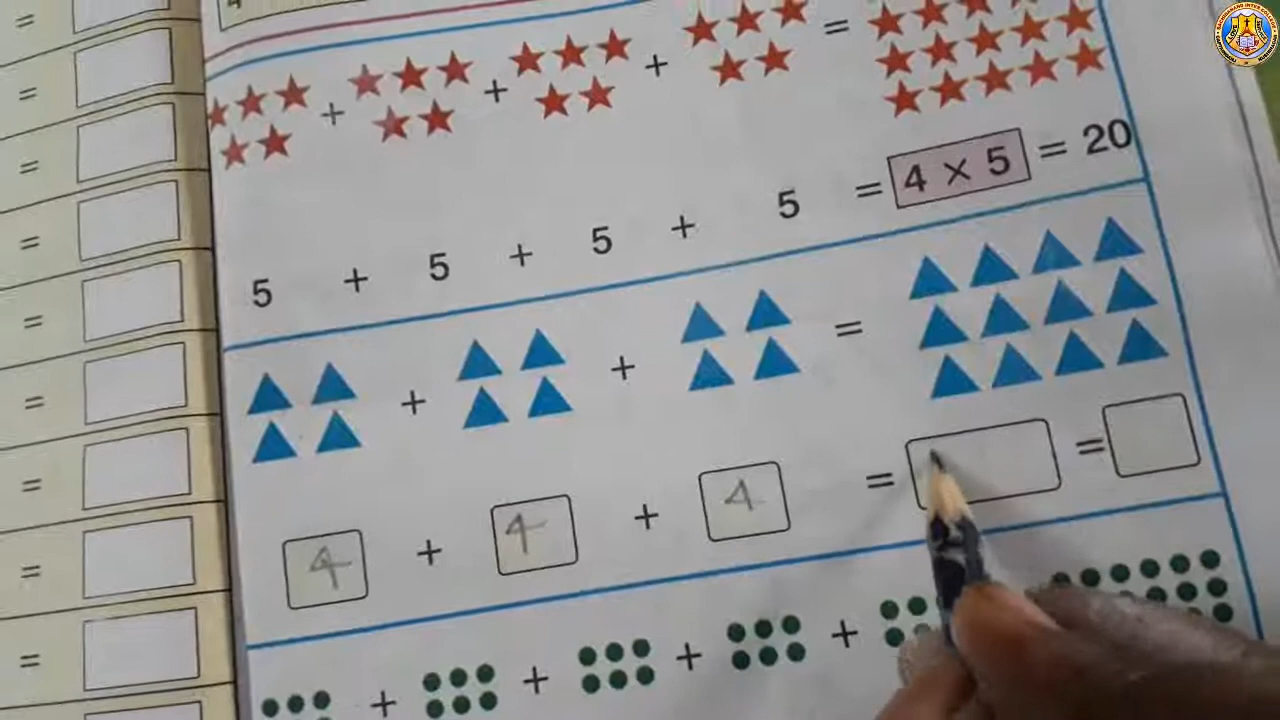 + + + =
5 + 5 + 5 + 5 = 4 × 5 = 20
+ + =
4 + 4 + 4 = =
+ + + +
=
=
=
=
=
=
=
=
=